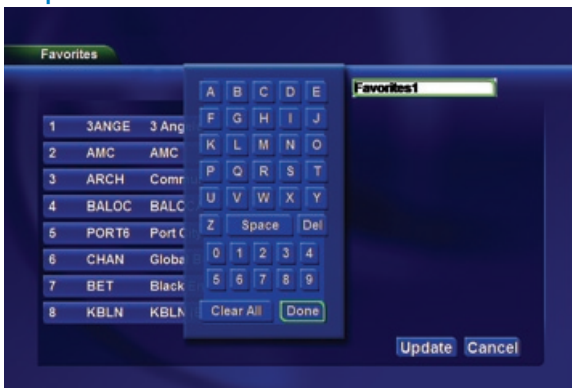 Favorites
Favorites1
A B C D E
F G H I J
K L M N O
P Q R S T
U V W X Y
Z Space Del
0 1 2 3 4
5 6 7 8 9
Clear All Done
1 3ANGE 3 Ang
2 AMC AMC
3 ARCH
4 BALOC BALOC
5 PORT6 Port
6 CHAN Globa
7 BET Black
8 KBLN KBLN
Update Cancel